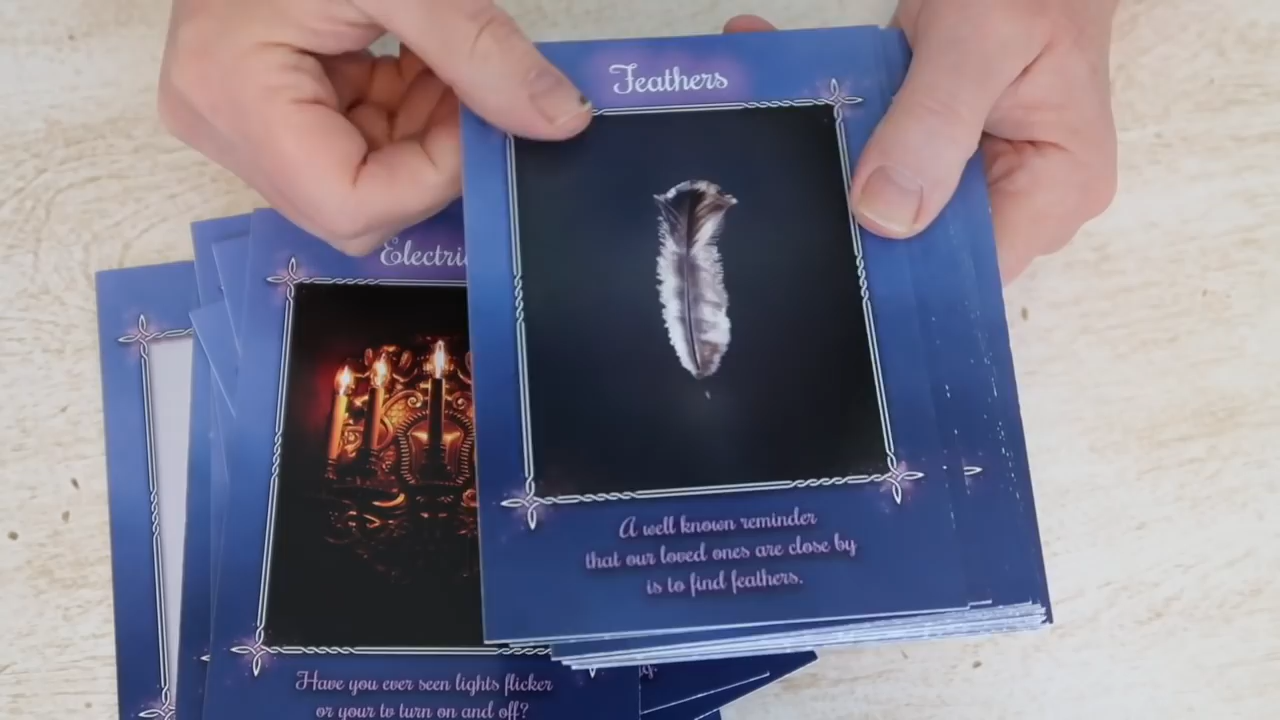 Feathers
A well known reminder
that our loved ones are close by
is to find feathers.
Have you ever seen lights flicker
or your tv turn on and off?